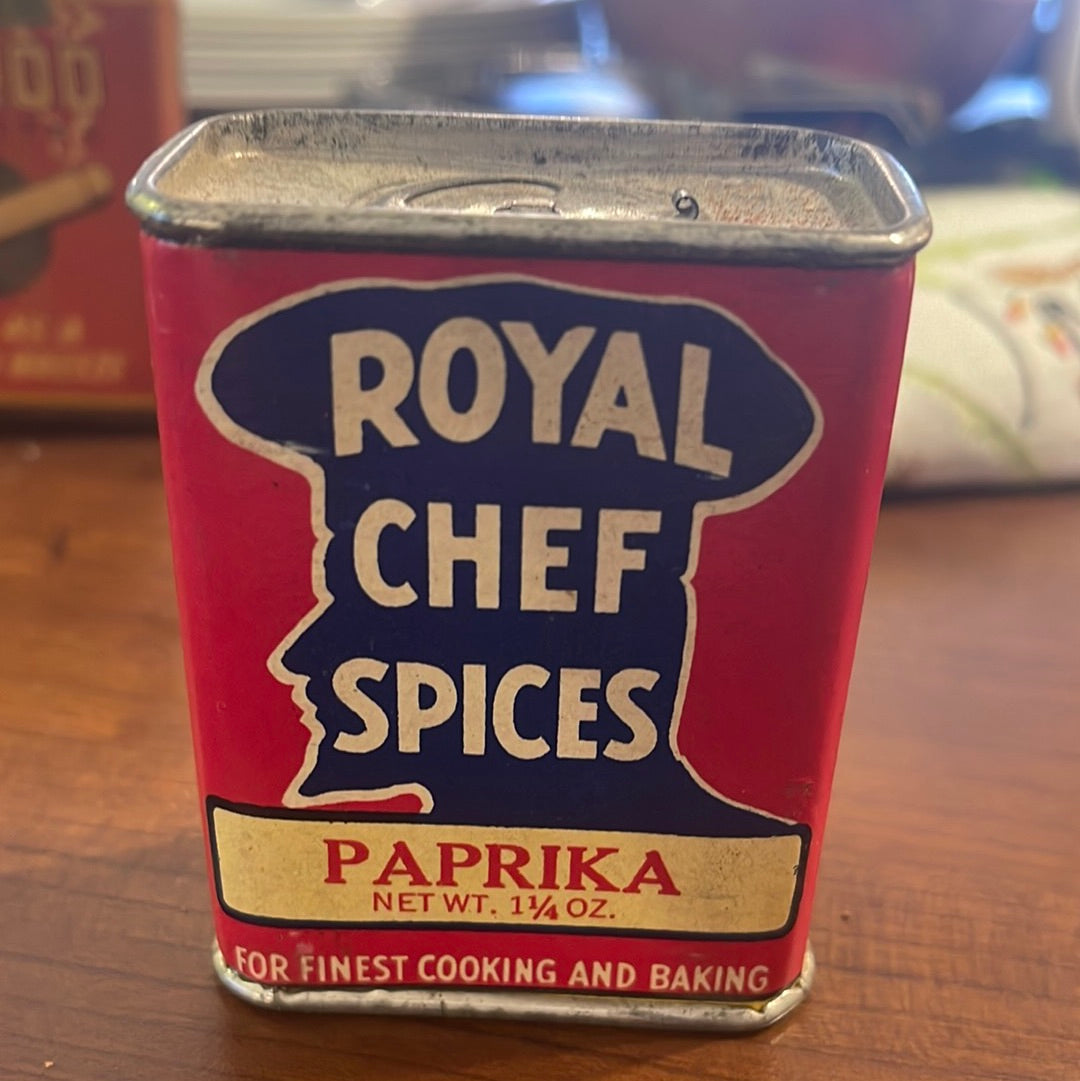 ROYAL
CHEF
SPICES
PAPRIKA
NET WT. 1¼ OZ.
FOR FINEST COOKING AND BAKING